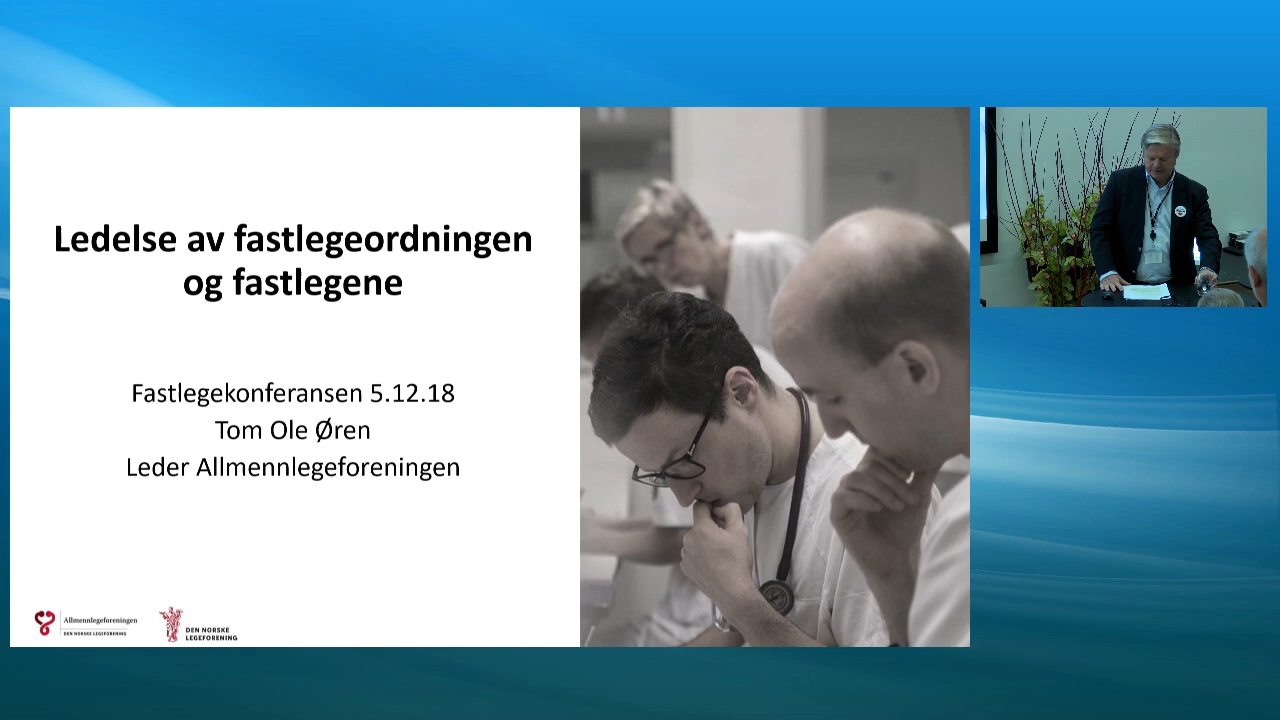 Ledelse av fastlegeordningen
og fastlegene
Fastlegekonferansen 5.12.18
Tom Ole Øren
Leder Allmennlegeforeningen
Allmennlegeforeningen
DEN NORSKE LEGEFORENING
DEN NORSKE
LEGEFORENING